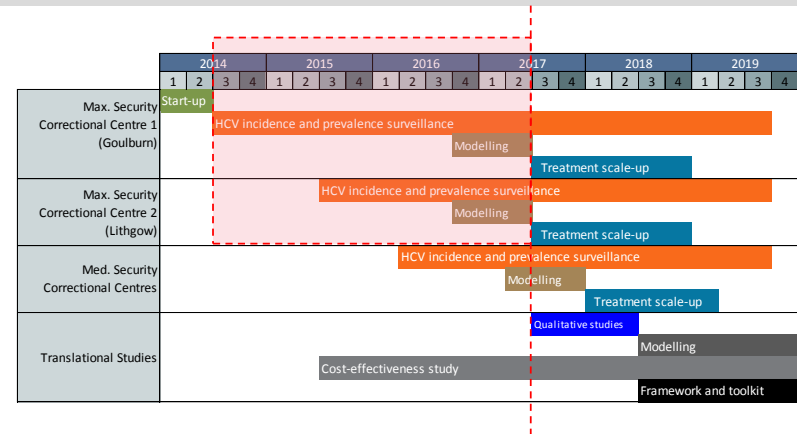 2014 2015 2016 2017 2018 2019
1 2 3 4 1 2 3 4 1 2 3 4 1 2 3 4 1 2 3 4 1 2 3 4
Max. Security
Correctional Centre 1
(Goulburn)
Start-up
HCV incidence and prevalence surveillance
Modelling
Treatment scale-up
Max. Security
Correctional Centre 2
(Lithgow)
HCV incidence and prevalence surveillance
Modelling
Treatment scale-up
Med. Security
Correctional Centres
HCV incidence and prevalence surveillance
Modelling
Treatment scale-up
Translational Studies
Qualitative studies
Modelling
Cost-effectiveness study
Framework and toolkit